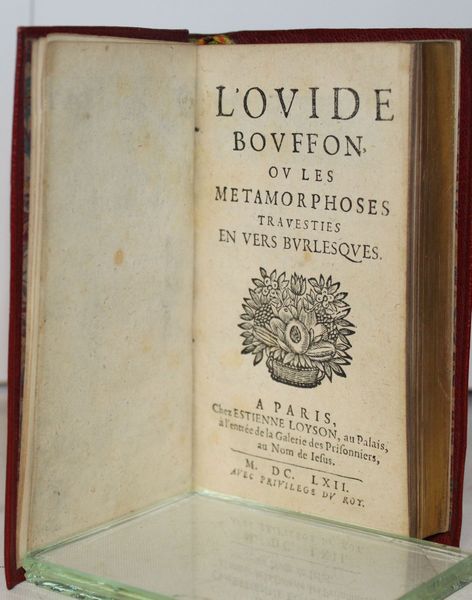 L'OVIDE
BOVFFON,
OV LES
METAMORPHOSES
TRAVESTIES
EN VERS BVRLESQVES.
A PARIS,
Chez ESTIENNE LOYSON, au Palais,
à l'entrée de la Galerie des Prisonniers,
au Nom de Iesus.
M. DC. LXII.
AVEC PRIVILEGE DV ROY.